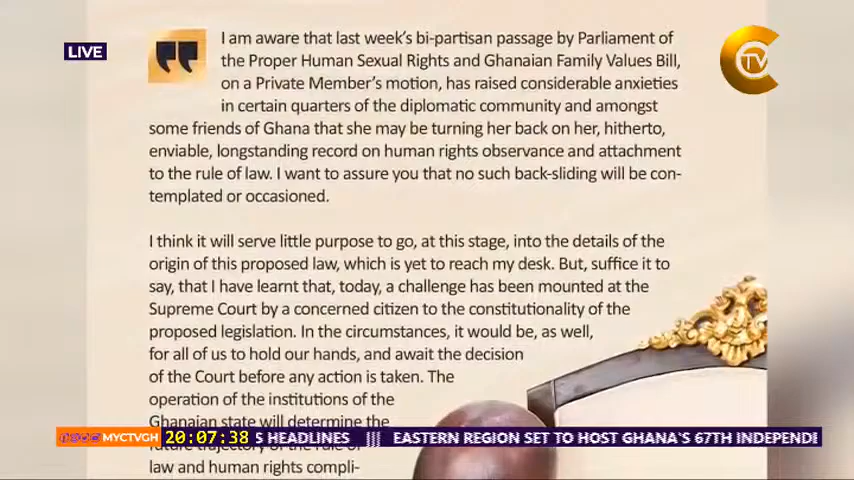 LIVE
I am aware that last week's bi-partisan passage by Parliament of
the Proper Human Sexual Rights and Ghanaian Family Values Bill,
on a Private Member's motion, has raised considerable anxieties
in certain quarters of the diplomatic community and amongst
some friends of Ghana that she may be turning her back on her, hitherto,
enviable, longstanding record on human rights observance and attachment
to the rule of law. I want to assure you that no such back-sliding will be con-
templated or occasioned.
I think it will serve little purpose to go, at this stage, into the details of the
origin of this proposed law, which is yet to reach my desk. But, suffice it to
say, that I have learnt that, today, a challenge has been mounted at the
Supreme Court by a concerned citizen to the constitutionality of the
proposed legislation. In the circumstances, it would be, as well,
for all of us to hold our hands, and await the decision
of the Court before any action is taken. The
operation of the institutions of the
Ghanaian state will determine the
future trajectory of the rule of
law and human rights compli-
CTV
MYCTVGH
20:07:38
S HEADLINES ||| EASTERN REGION SET TO HOST GHANA'S 67TH INDEPEND